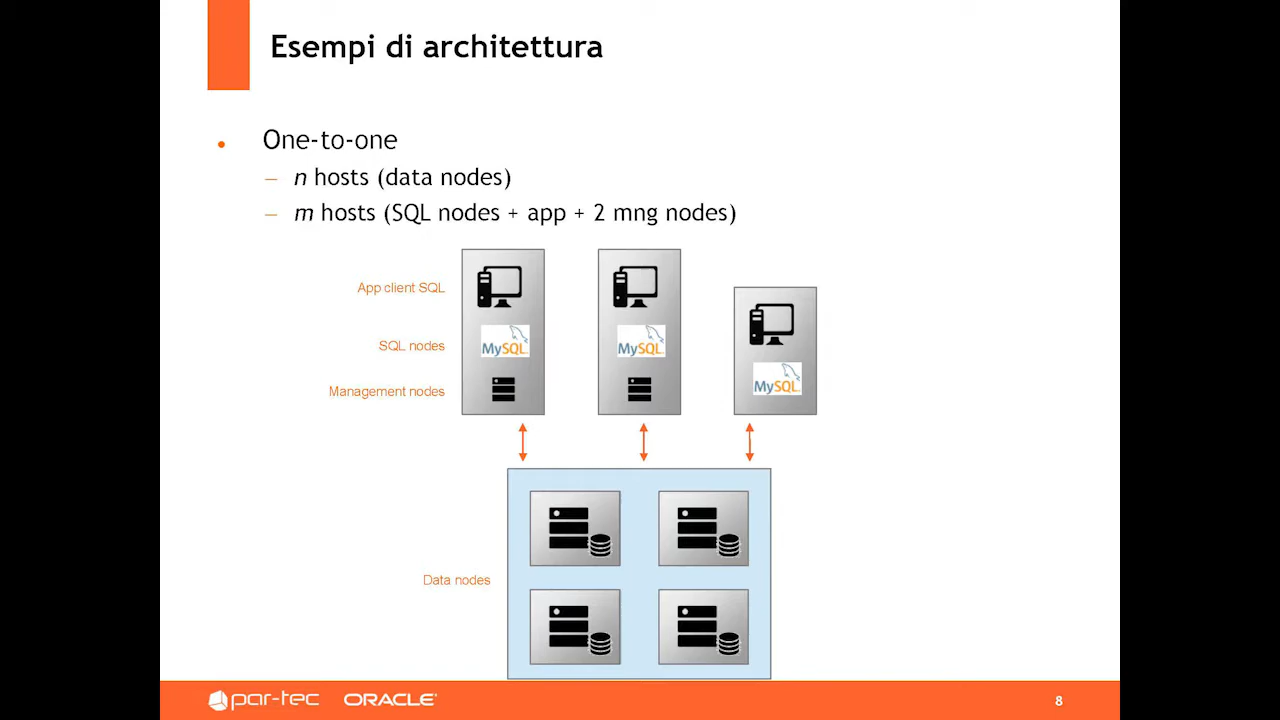 Esempi di architettura
• One-to-one
– n hosts (data nodes)
– m hosts (SQL nodes + app + 2 mng nodes)
App client SQL
SQL nodes
Management nodes
MySQL
MySQL
MySQL
Data nodes
par-tec ORACLE 8